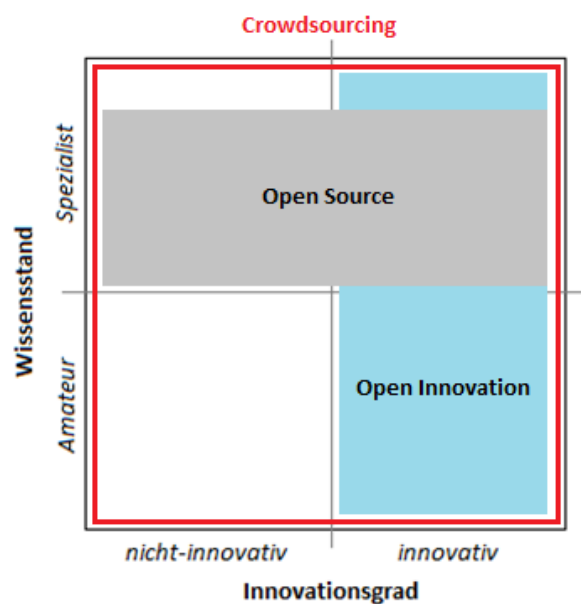 Crowdsourcing
Spezialist
Open Source
Wissensstand
Amateur
Open Innovation
nicht-innovativ
innovativ
Innovationsgrad